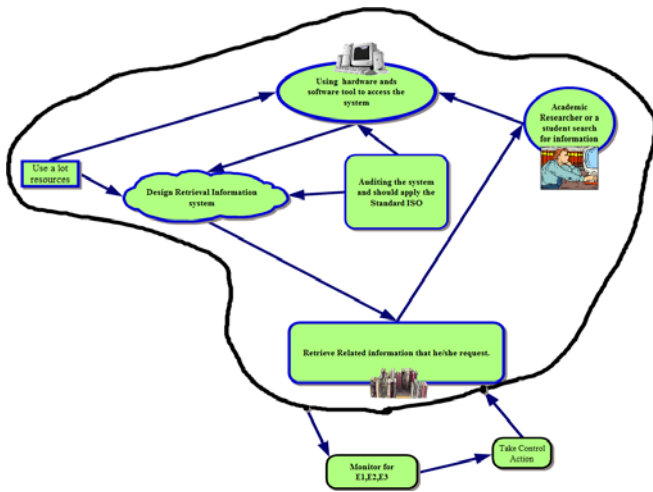 Using hardware ands
software tool to access the
system
Academic
Researcher or a
student search
for information
Use a lot
resources
Design Retrieval Information
system
Auditing the system
and should apply the
Standard ISO
Retrieve Related information that he/she request.
Take Control
Action
Monitor for
E1,E2,E3